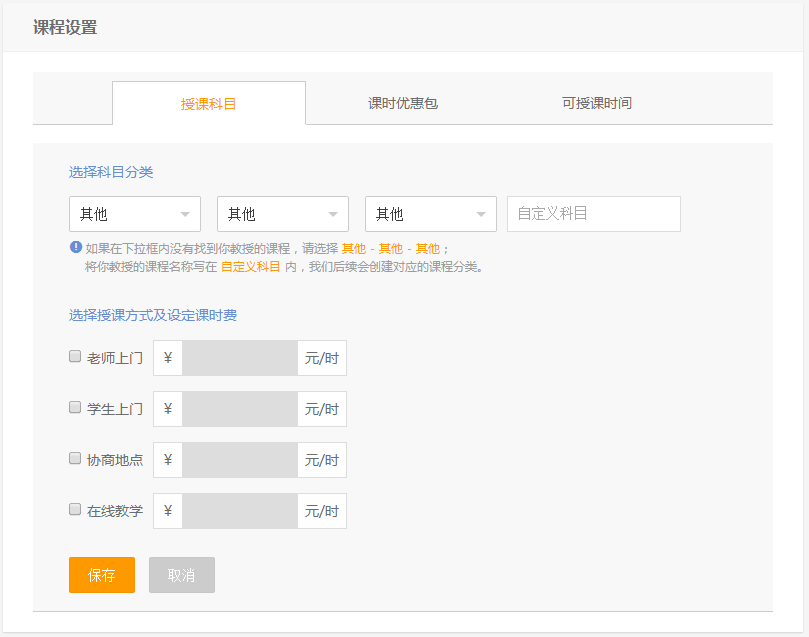 课程设置
授课科目 课时优惠包 可授课时间
选择科目分类
其他 其他 其他 自定义科目
如果在下拉框内没有找到你教授的课程，请选择 其他 - 其他 - 其他；
将你教授的课程名称写在 自定义科目 内，我们后续会创建对应的课程分类。
选择授课方式及设定课时费
老师上门 ¥ 元/时
学生上门 ¥ 元/时
协商地点 ¥ 元/时
在线教学 ¥ 元/时
保存 取消